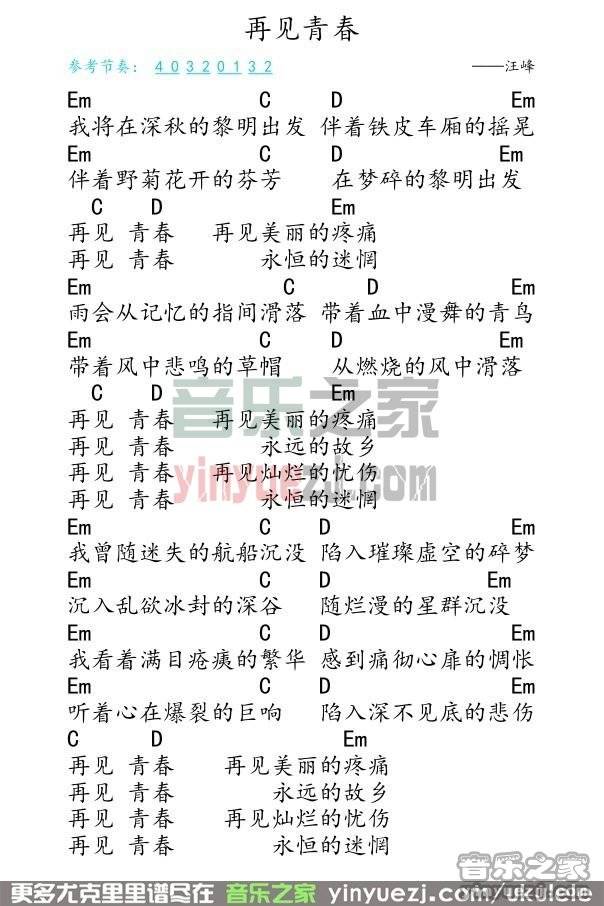 再见青春
参考节奏： 4 0 3 2 0 1 3 2 ——汪峰
Em C D Em
我将在深秋的黎明出发 伴着铁皮车厢的摇晃
Em C D Em
伴着野菊花开的芬芳 在梦碎的黎明出发
C D Em
再见 青春 再见美丽的疼痛
再见 青春 永恒的迷惘
Em C D Em
雨会从记忆的指间滑落 带着血中漫舞的青鸟
Em C D Em
带着风中悲鸣的草帽 从燃烧的风中滑落
C D Em
再见 青春 再见美丽的疼痛
再见 青春 永远的故乡
再见 青春 再见灿烂的忧伤
再见 青春 永恒的迷惘
Em C D Em
我曾随迷失的航船沉没 陷入璀璨虚空的碎梦
Em C D Em
沉入乱欲冰封的深谷 随烂漫的星群沉没
Em C D Em
我看着满目疮痍的繁华 感到痛彻心扉的惆怅
Em C D Em
听着心在爆裂的巨响 陷入深不见底的悲伤
C D Em
再见 青春 再见美丽的疼痛
再见 青春 永远的故乡
再见 青春 再见灿烂的忧伤
再见 青春 永恒的迷惘
音乐之家
yinyuezj.com
音乐之家
更多尤克里里谱尽在 音乐之家 yinyuezj.com/ukulili